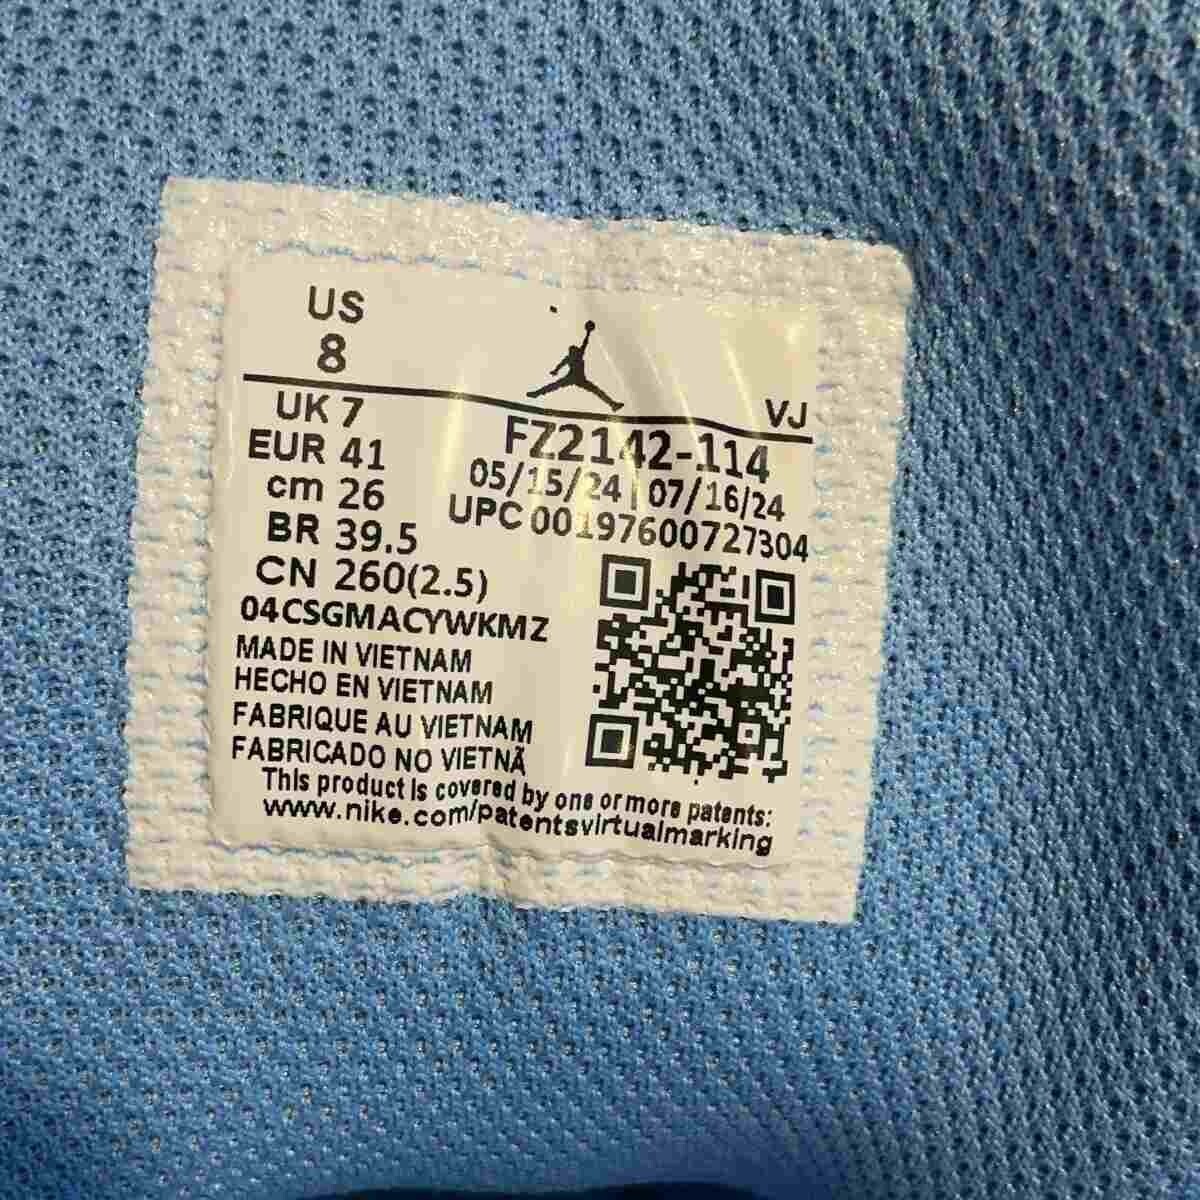 US
8
VJ
UK 7
FZ2142-114
EUR 41
05/15/24 | 07/16/24
cm 26
UPC 00197600727304
BR 39.5
CN 260(2.5)
04CSGMACYWKMZ
MADE IN VIETNAM
HECHO EN VIETNAM
FABRIQUE AU VIETNAM
FABRICADO NO VIETNÃ
This product is covered by one or more patents:
www.nike.com/patentsvirtualmarking